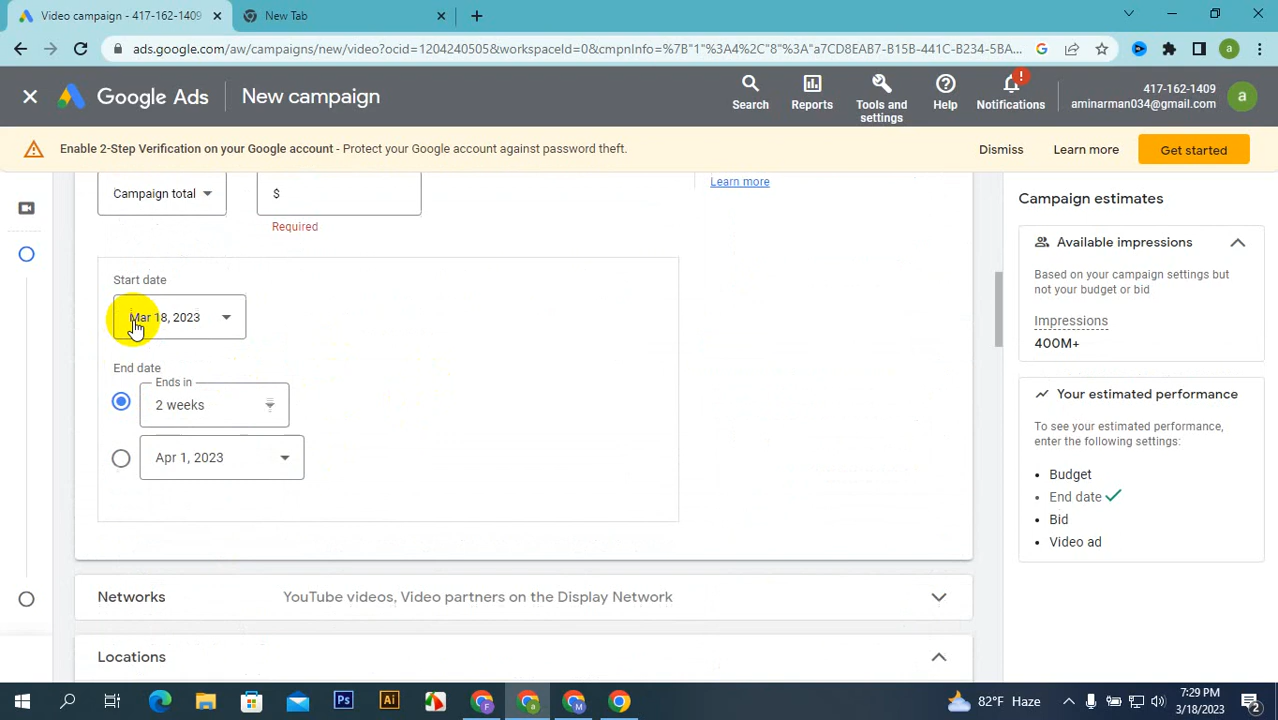 Video campaign - 417-162-1409
New Tab
ads.google.com/aw/campaigns/new/video?ocid=1204240505&workspaceId=0&cmpnInfo=%7B"1"%3A4%2C"8"%3A"a7CD8EAB7-B15B-441C-B234-5BA...
a
Google Ads
New campaign
Search
Reports
Tools and
settings
Help
Notifications
417-162-1409
aminarman034@gmail.com
a
Enable 2-Step Verification on your Google account - Protect your Google account against password theft.
Dismiss
Learn more
Get started
Campaign total
$
Required
Learn more
Start date
Mar 18, 2023
End date
Ends in
2 weeks
Apr 1, 2023
Networks
YouTube videos, Video partners on the Display Network
Locations
Campaign estimates
Available impressions
Based on your campaign settings but
not your budget or bid
Impressions
400M+
Your estimated performance
To see your estimated performance,
enter the following settings:
• Budget
• End date
• Bid
• Video ad
Ps
Ai
F
a
M
82°F Haze
7:29 PM
3/18/2023
2